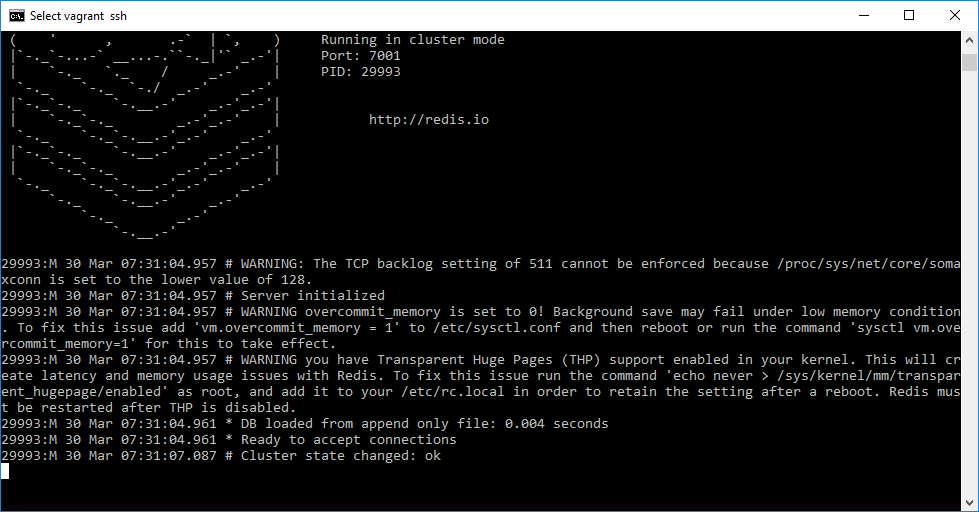 Select vagrant  ssh
Running in cluster mode
Port: 7001
PID: 29993
http://redis.io
29993:M 30 Mar 07:31:04.957 # WARNING: The TCP backlog setting of 511 cannot be enforced because /proc/sys/net/core/soma
xconn is set to the lower value of 128.
29993:M 30 Mar 07:31:04.957 # Server initialized
29993:M 30 Mar 07:31:04.957 # WARNING overcommit_memory is set to 0! Background save may fail under low memory condition
. To fix this issue add 'vm.overcommit_memory = 1' to /etc/sysctl.conf and then reboot or run the command 'sysctl vm.ove
rcommit_memory=1' for this to take effect.
29993:M 30 Mar 07:31:04.957 # WARNING you have Transparent Huge Pages (THP) support enabled in your kernel. This will cr
eate latency and memory usage issues with Redis. To fix this issue run the command 'echo never > /sys/kernel/mm/transpar
ent_hugepage/enabled' as root, and add it to your /etc/rc.local in order to retain the setting after a reboot. Redis mus
t be restarted after THP is disabled.
29993:M 30 Mar 07:31:04.961 * DB loaded from append only file: 0.004 seconds
29993:M 30 Mar 07:31:04.961 * Ready to accept connections
29993:M 30 Mar 07:31:07.087 # Cluster state changed: ok